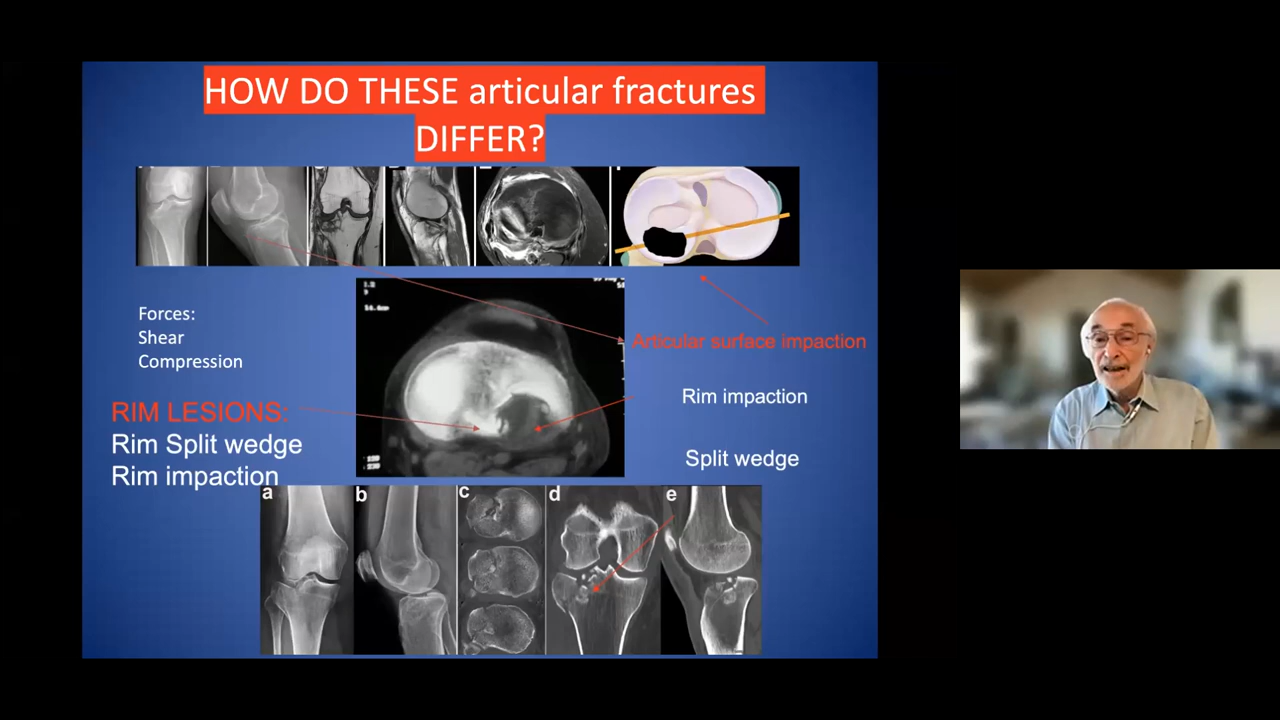 HOW DO THESE articular fractures
DIFFER?
Forces:
Shear
Compression
Articular surface impaction
RIM LESIONS:
Rim Split wedge
Rim impaction
Rim impaction
Split wedge
a
b
c
d
e